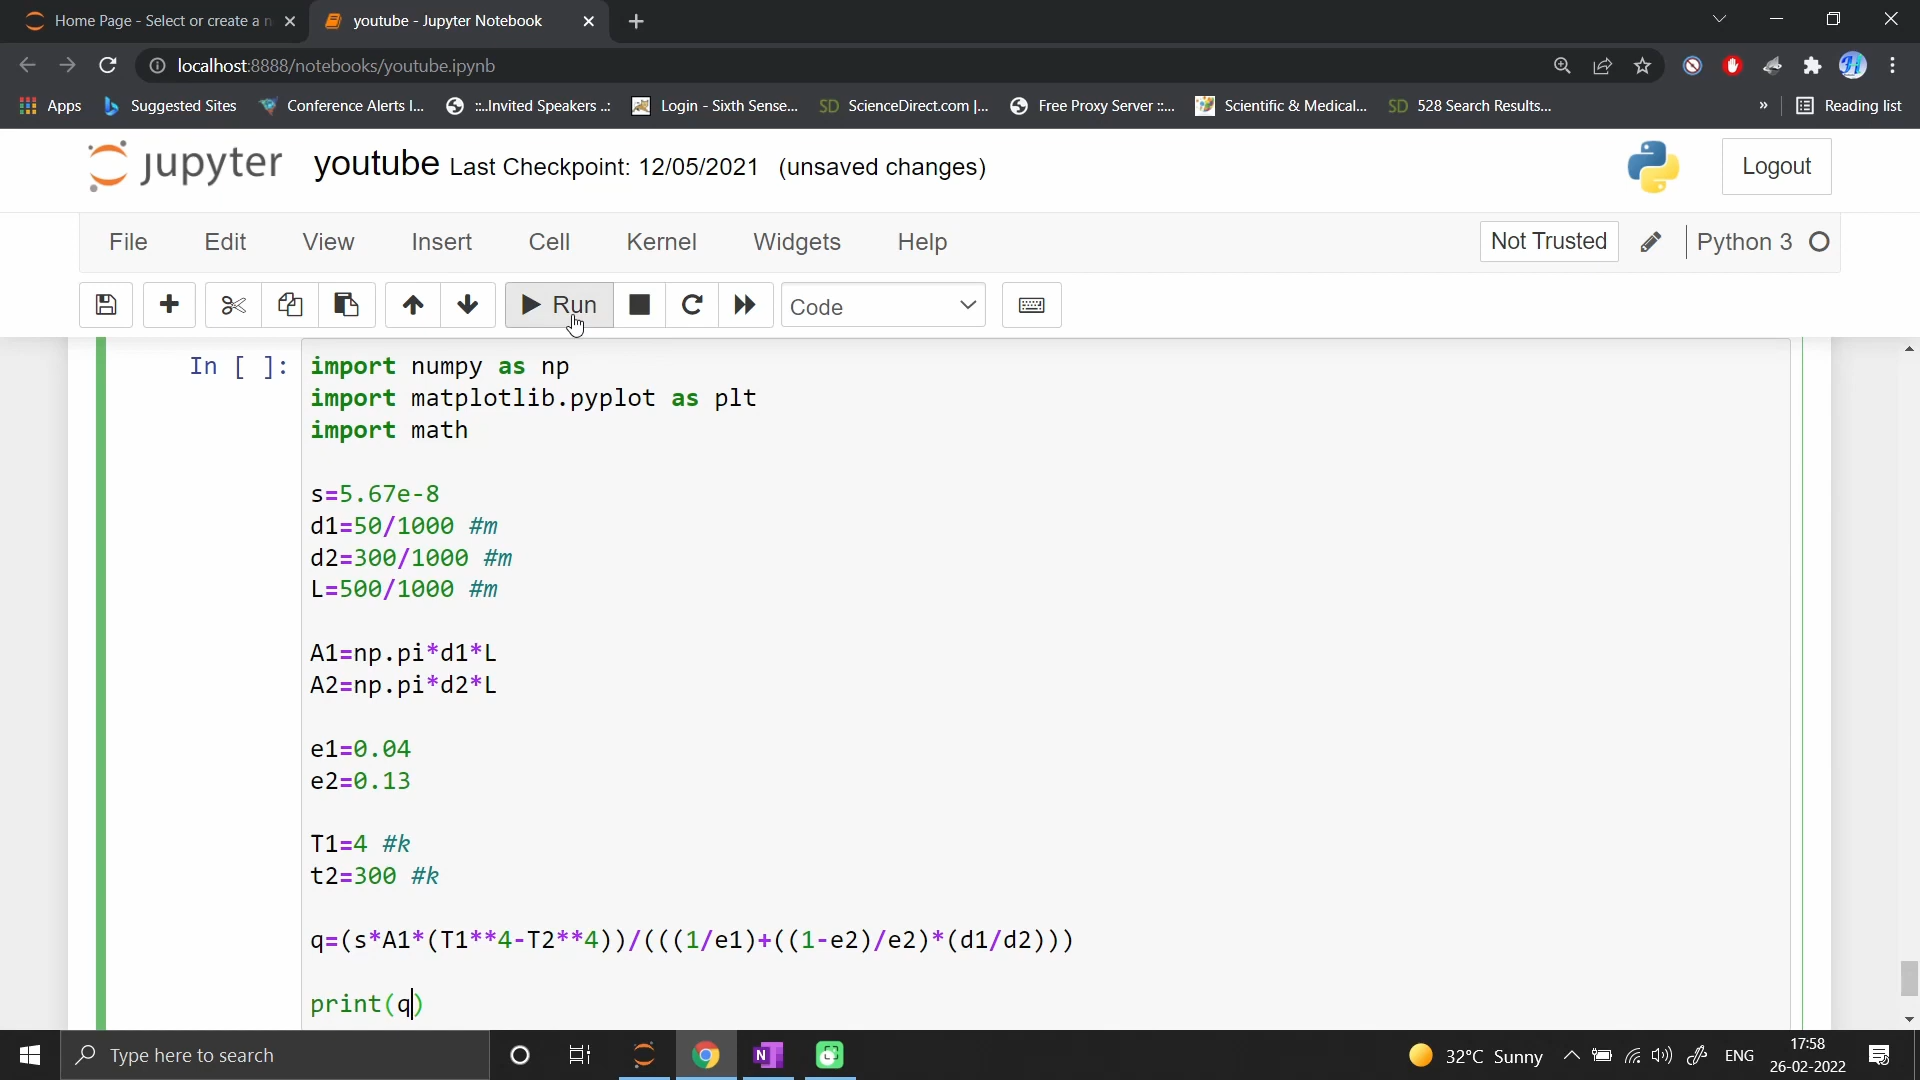 Home Page - Select or create a n
youtube - Jupyter Notebook
localhost:8888/notebooks/youtube.ipynb
Apps Suggested Sites Conference Alerts I... ::..Invited Speakers ..: Login - Sixth Sense... SD ScienceDirect.com |... Free Proxy Server ::... Scientific & Medical... SD 528 Search Results... » Reading list
jupyter youtube Last Checkpoint: 12/05/2021 (unsaved changes) Logout
File Edit View Insert Cell Kernel Widgets Help Not Trusted Python 3
Run Code
In [ ]: import numpy as np
import matplotlib.pyplot as plt
import math
s=5.67e-8
d1=50/1000 #m
d2=300/1000 #m
L=500/1000 #m
A1=np.pi*d1*L
A2=np.pi*d2*L
e1=0.04
e2=0.13
T1=4 #k
t2=300 #k
q=(s*A1*(T1**4-T2**4))/(((1/e1)+((1-e2)/e2)*(d1/d2)))
print(q)
Type here to search
N
32°C Sunny
ENG
17:58
26-02-2022